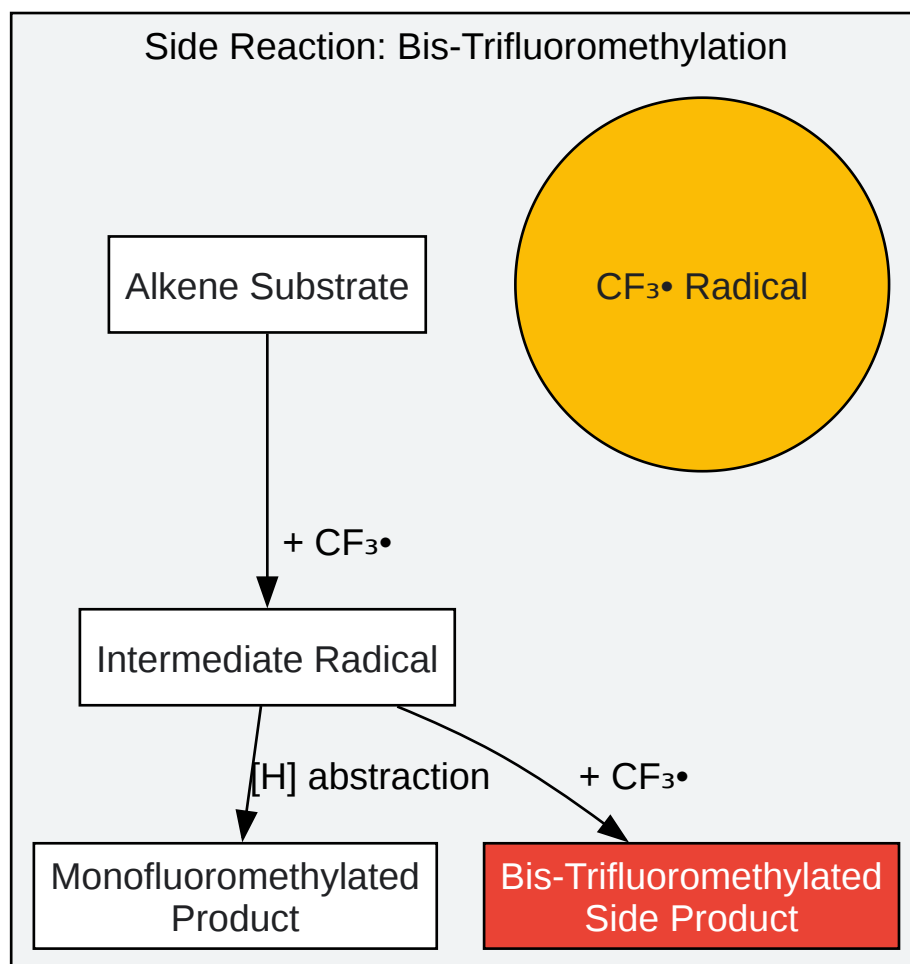 Side Reaction: Bis-Trifluoromethylation
Alkene Substrate
CF₃• Radical
+ CF₃•
Intermediate Radical
[H] abstraction
+ CF₃•
Monofluoromethylated
Product
Bis-Trifluoromethylated
Side Product